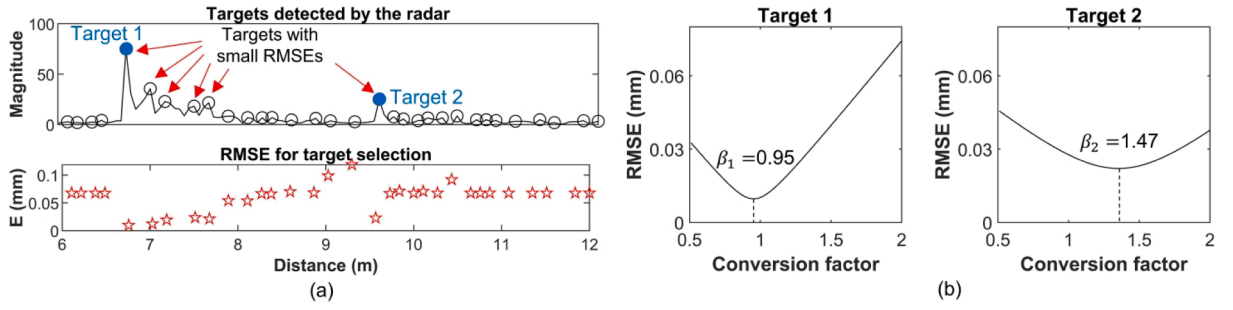 Targets detected by the radar
100
50
0
Magnitude
Target 1
Targets with
small RMSEs
Target 2
RMSE for target selection
0.1
0.05
0
E (mm)
6 7 8 9 10 11 12
Distance (m)
(a)
Target 1
RMSE (mm)
0.06
0.03
0
β₁ = 0.95
0.5 1 1.5 2
Conversion factor
Target 2
RMSE (mm)
0.06
0.03
0
β₂ = 1.47
0.5 1 1.5 2
Conversion factor
(b)